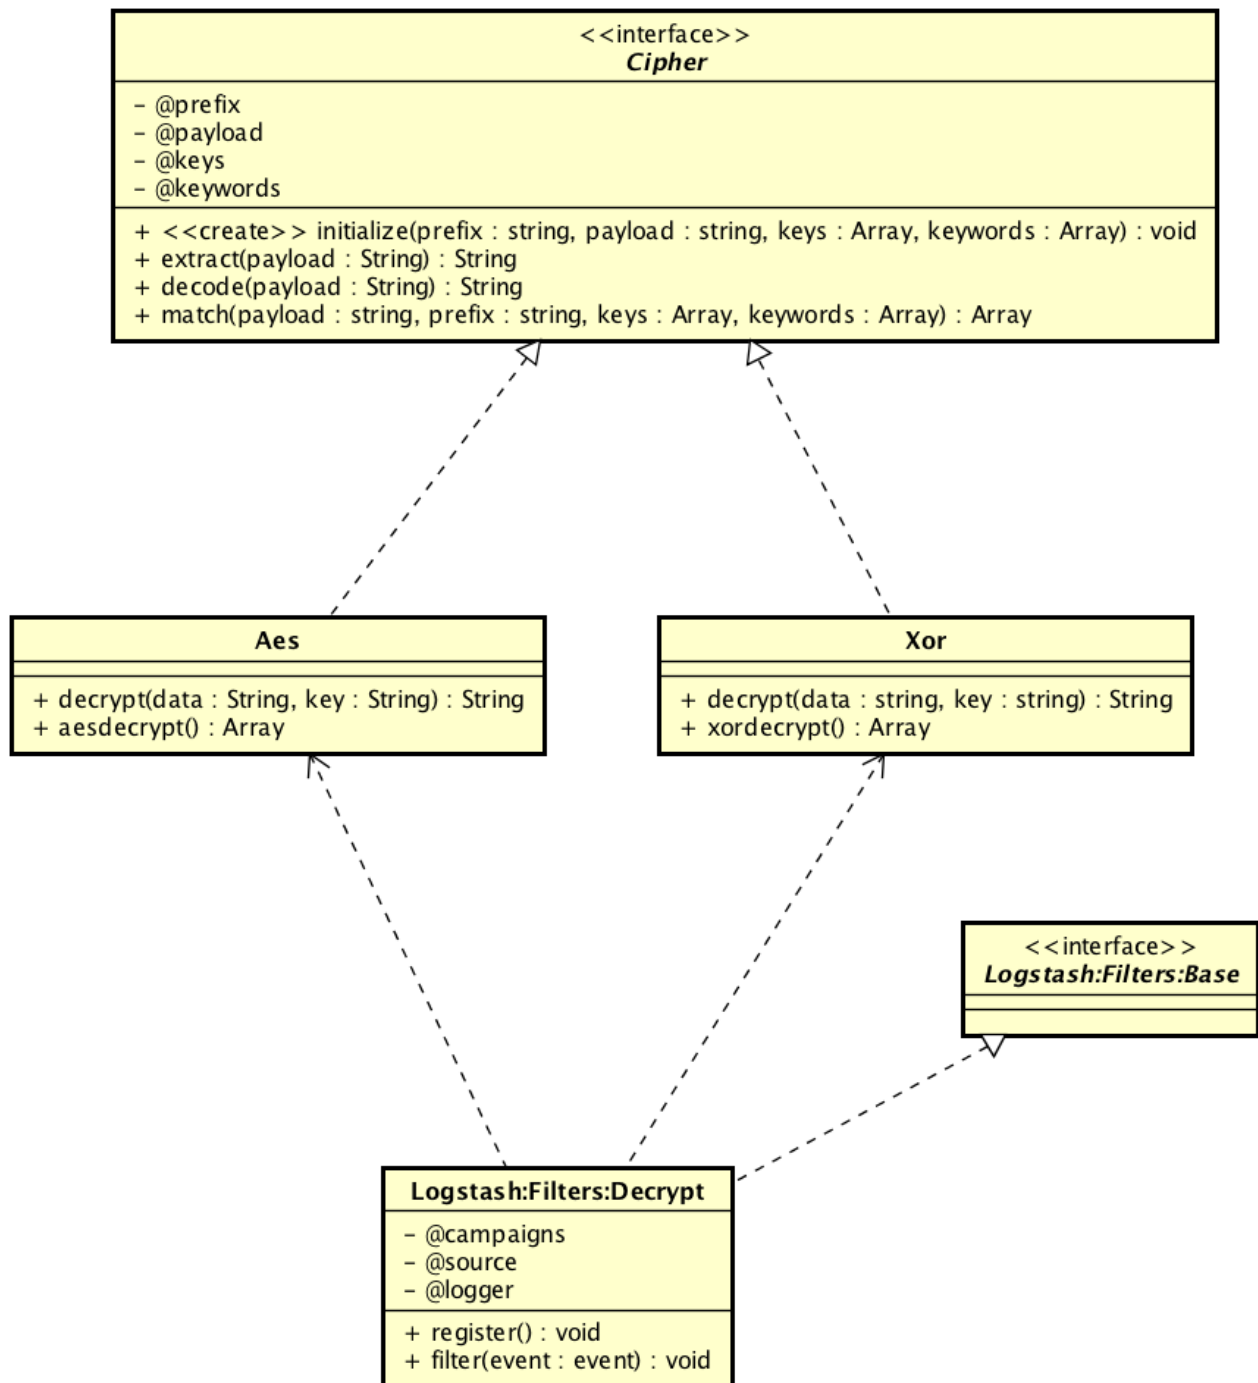 <<interface>>
Cipher
– @prefix
– @payload
– @keys
– @keywords
+ <<create>> initialize(prefix : string, payload : string, keys : Array, keywords : Array) : void
+ extract(payload : String) : String
+ decode(payload : String) : String
+ match(payload : string, prefix : string, keys : Array, keywords : Array) : Array
Aes
+ decrypt(data : String, key : String) : String
+ aesdecrypt() : Array
Xor
+ decrypt(data : string, key : string) : String
+ xordecrypt() : Array
<<interface>>
Logstash:Filters:Base
Logstash:Filters:Decrypt
– @campaigns
– @source
– @logger
+ register() : void
+ filter(event : event) : void